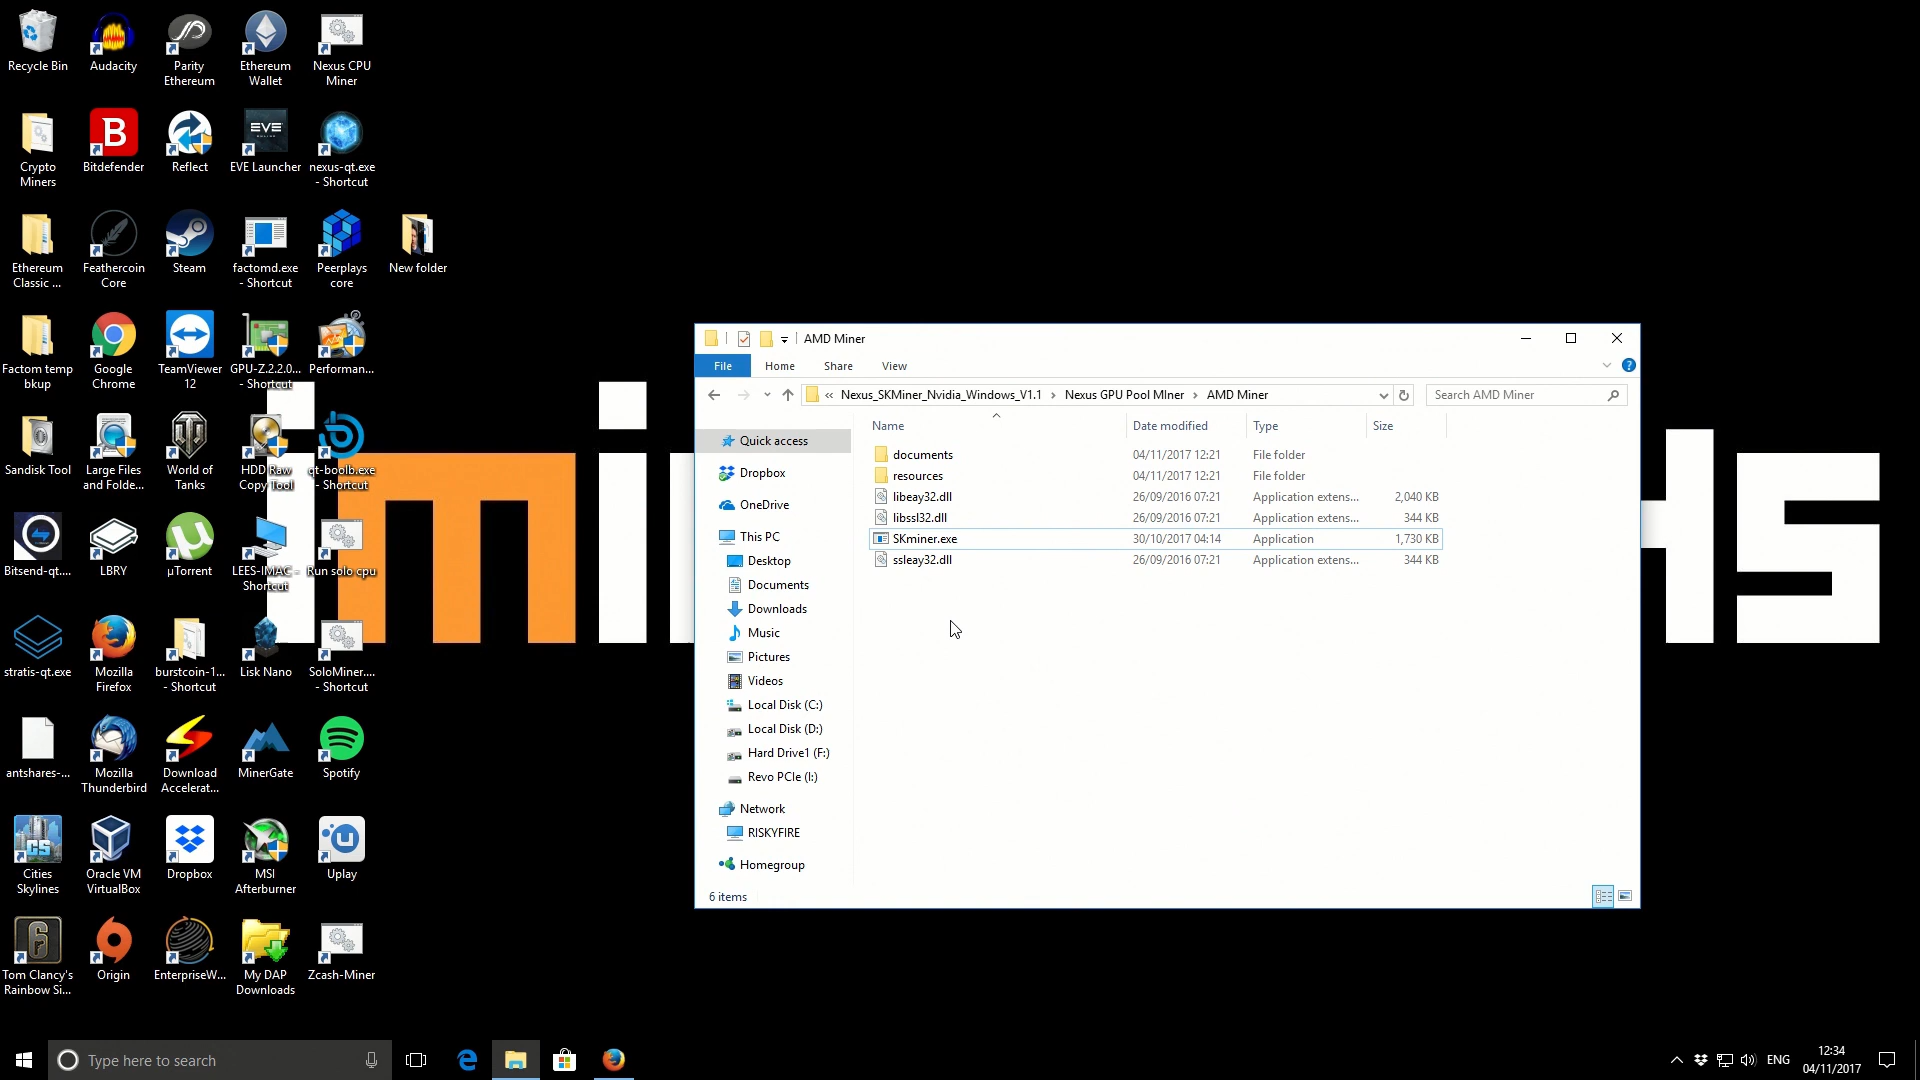 Recycle Bin
Audacity
Parity
Ethereum
Ethereum
Wallet
Nexus CPU
Miner
Crypto
Miners
B
Bitdefender
Reflect
EVE
EVE Launcher
nexus-qt.exe
- Shortcut
Ethereum
Classic ...
Feathercoin
Core
Steam
factomd.exe
- Shortcut
Peerplays
core
New folder
Factom temp
bkup
Google
Chrome
TeamViewer
12
GPU-Z.2.2.0...
- Shortcut
Performan...
Sandisk Tool
Large Files
and Folde...
World of
Tanks
HDD Raw
Copy Tool
qt-boolb.exe
- Shortcut
Bitsend-qt....
LBRY
µTorrent
LEES-IMAC -
Shortcut
Run solo cpu
stratis-qt.exe
Mozilla
Firefox
burstcoin-1...
- Shortcut
Lisk Nano
SoloMiner....
- Shortcut
antshares-...
Mozilla
Thunderbird
Download
Accelerat...
MinerGate
Spotify
CS
Cities
Skylines
Oracle VM
VirtualBox
Dropbox
MSI
Afterburner
Uplay
6
Tom Clancy's
Rainbow Si...
Origin
EnterpriseW...
My DAP
Downloads
Zcash-Miner
AMD Miner
File
Home
Share
View
« Nexus_SKMiner_Nvidia_Windows_V1.1 › Nexus GPU Pool MIner › AMD Miner
Search AMD Miner
Name
Date modified
Type
Size
Quick access
Dropbox
OneDrive
This PC
Desktop
Documents
Downloads
Music
Pictures
Videos
Local Disk (C:)
Local Disk (D:)
Hard Drive1 (F:)
Revo PCIe (I:)
Network
RISKYFIRE
Homegroup
documents 04/11/2017 12:21 File folder
resources 04/11/2017 12:21 File folder
libeay32.dll 26/09/2016 07:21 Application extens... 2,040 KB
libssl32.dll 26/09/2016 07:21 Application extens... 344 KB
SKminer.exe 30/10/2017 04:14 Application 1,730 KB
ssleay32.dll 26/09/2016 07:21 Application extens... 344 KB
6 items
Type here to search
ENG
12:34
04/11/2017